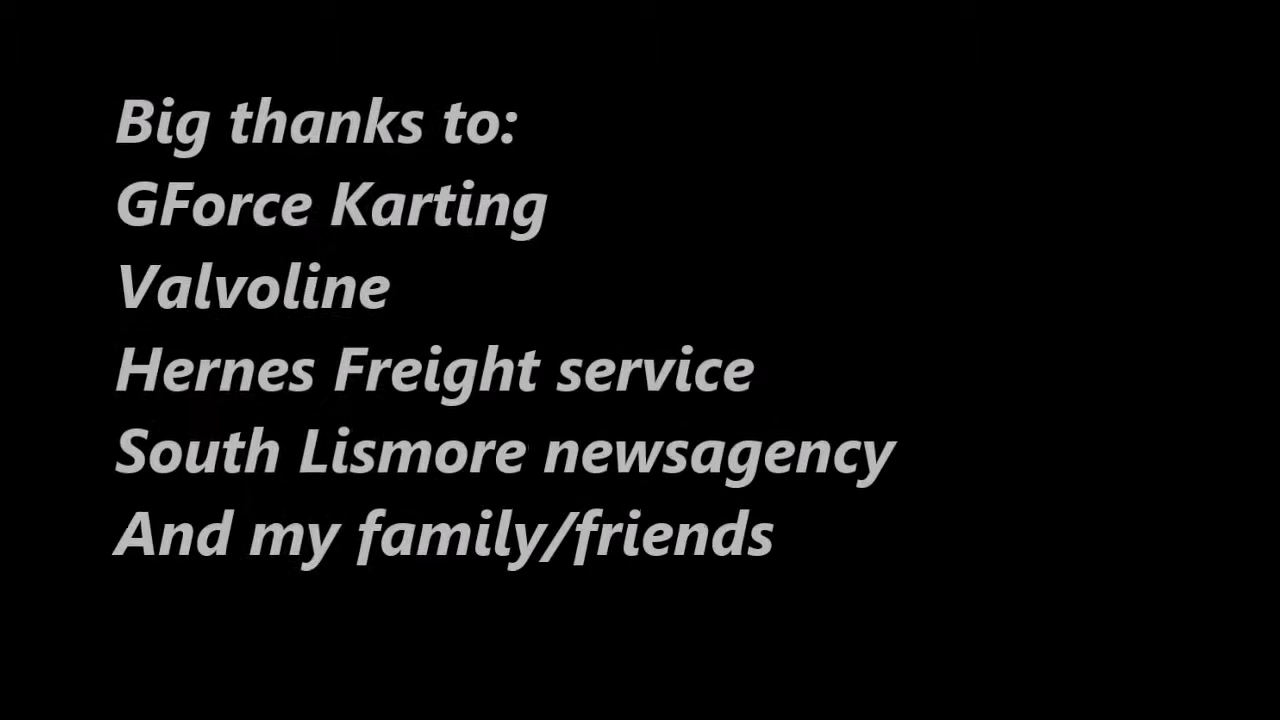 Big thanks to:
GForce Karting
Valvoline
Hernes Freight service
South Lismore newsagency
And my family/friends